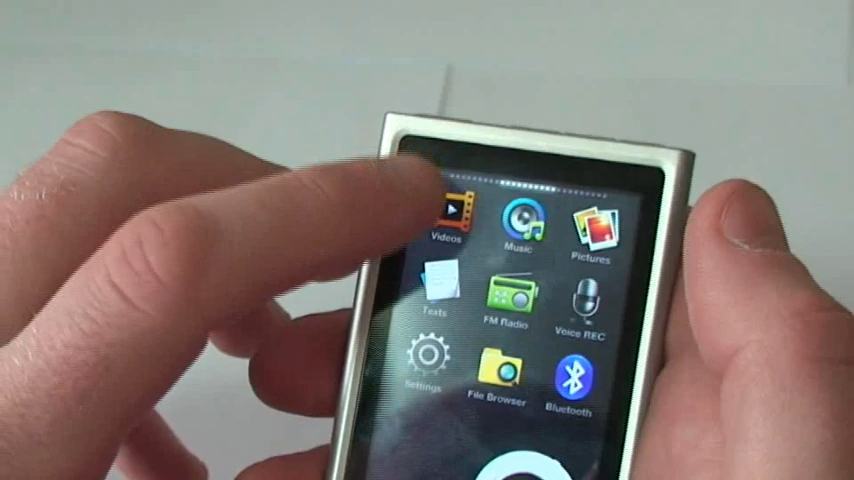 Videos
Music
Pictures
Texts
FM Radio
Voice REC
Settings
File Browser
Bluetooth